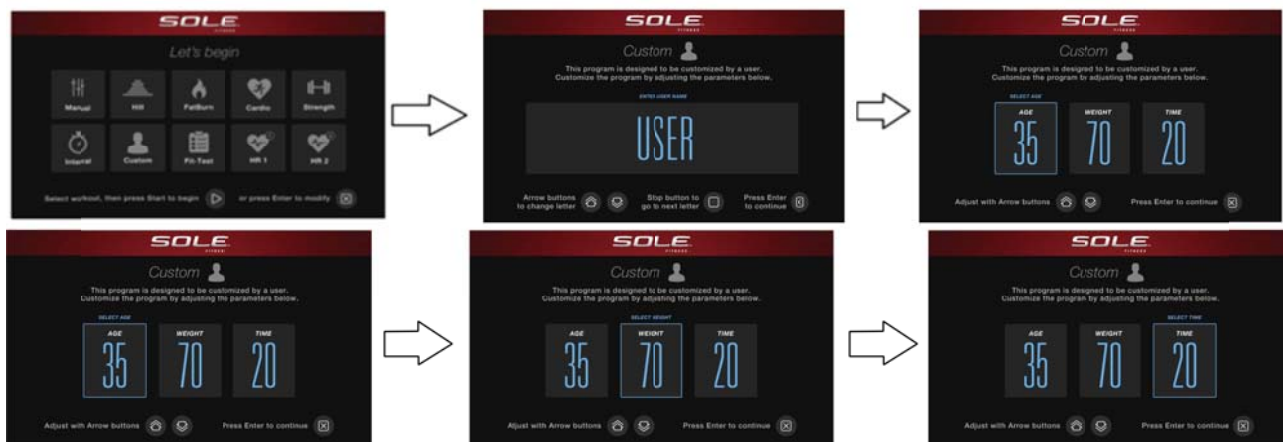 SOLE
FITNESS
Let's begin
Manual Hill FatBurn Cardio Strength
Interval Custom Fit-Test HR 1 HR 2
Select workout, then press Start to begin or press Enter to modify
SOLE
FITNESS
Custom
This program is designed to be customized by a user.
Customize the program by adjusting the parameters below.
ENTER USER NAME
USER
Arrow buttons
to change letter
Stop button to
go to next letter
Press Enter
to continue
SOLE
FITNESS
Custom
This program is designed to be customized by a user.
Customize the program by adjusting the parameters below.
SELECT AGE
AGE WEIGHT TIME
35 70 20
Adjust with Arrow buttons Press Enter to continue
SOLE
FITNESS
Custom
This program is designed to be customized by a user.
Customize the program by adjusting the parameters below.
SELECT AGE
AGE WEIGHT TIME
35 70 20
Adjust with Arrow buttons Press Enter to continue
SOLE
FITNESS
Custom
This program is designed to be customized by a user.
Customize the program by adjusting the parameters below.
SELECT WEIGHT
AGE WEIGHT TIME
35 70 20
Adjust with Arrow buttons Press Enter to continue
SOLE
FITNESS
Custom
This program is designed to be customized by a user.
Customize the program by adjusting the parameters below.
SELECT TIME
AGE WEIGHT TIME
35 70 20
Adjust with Arrow buttons Press Enter to continue